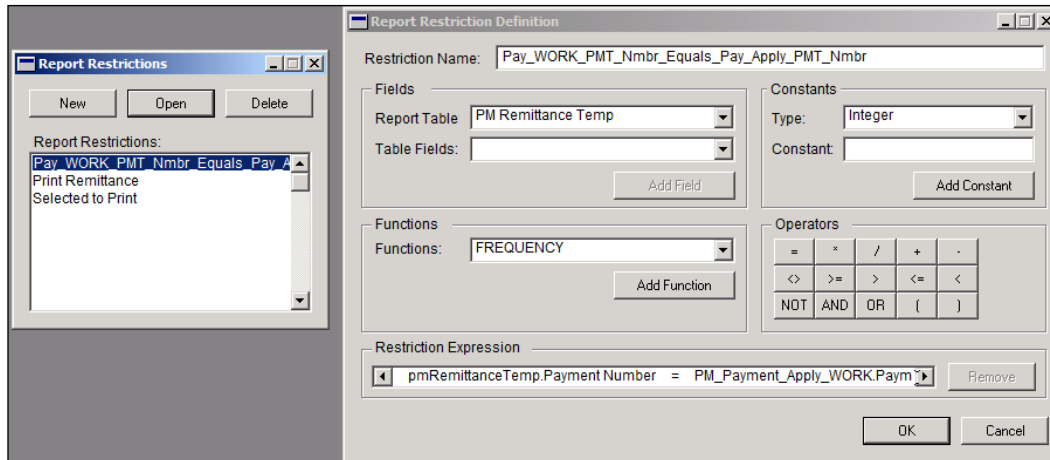 Report Restrictions
New Open Delete
Report Restrictions:
Pay_WORK_PMT_Nmbr_Equals_Pay_A
Print Remittance
Selected to Print
Report Restriction Definition
Restriction Name: Pay_WORK_PMT_Nmbr_Equals_Pay_Apply_PMT_Nmbr
Fields
Report Table PM Remittance Temp
Table Fields:
Add Field
Constants
Type: Integer
Constant:
Add Constant
Functions
Functions: FREQUENCY
Add Function
Operators
= * / + -
<> >= > <= <
NOT AND OR ( )
Restriction Expression
pmRemittanceTemp.Payment Number = PM_Payment_Apply_WORK.Paym
Remove
OK Cancel